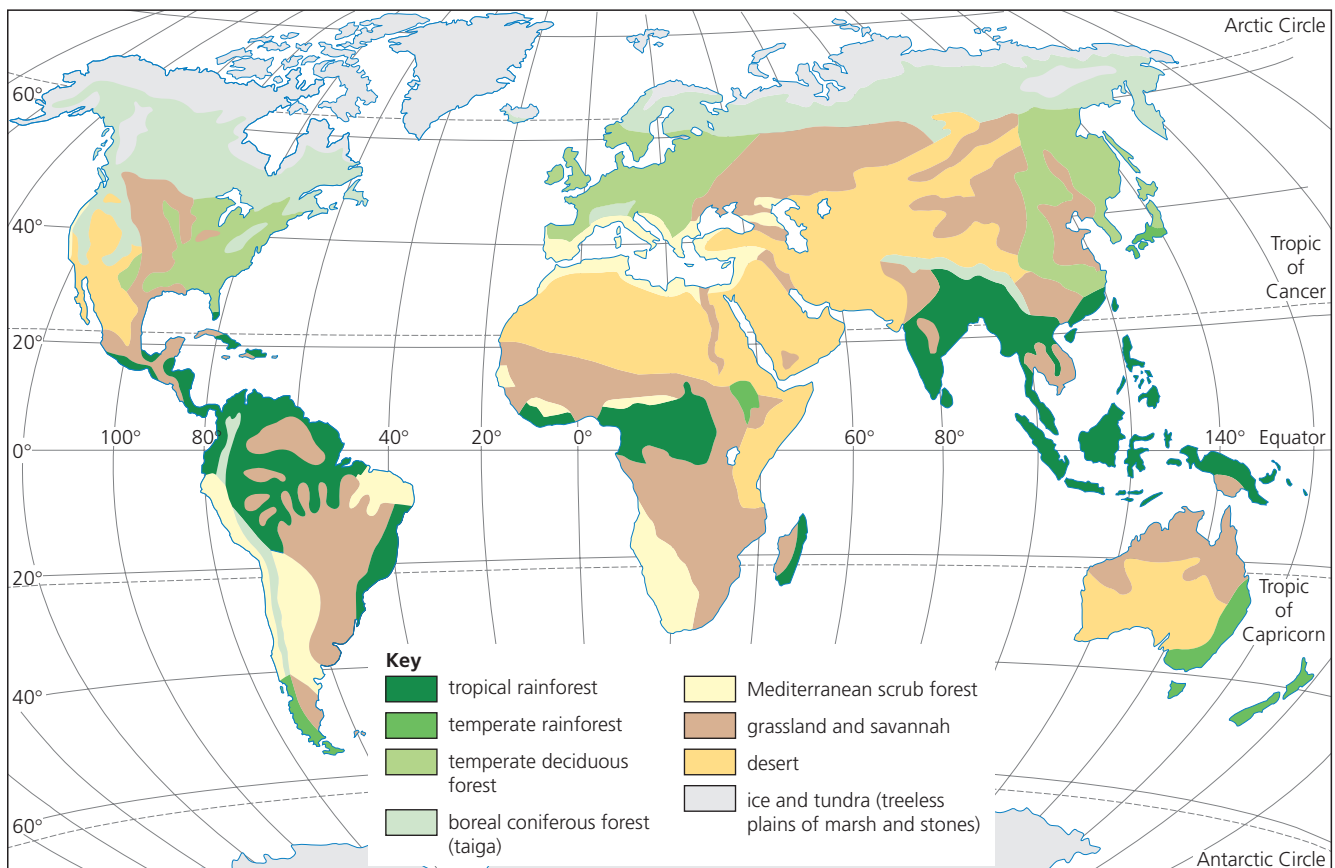 Arctic Circle
60°
40°
Tropic
of
Cancer
20°
0°
100°
80°
40°
20°
0°
60°
80°
140°
Equator
20°
Tropic
of
Capricorn
40°
60°
Antarctic Circle
Key
tropical rainforest
temperate rainforest
temperate deciduous
forest
boreal coniferous forest
(taiga)
Mediterranean scrub forest
grassland and savannah
desert
ice and tundra (treeless
plains of marsh and stones)